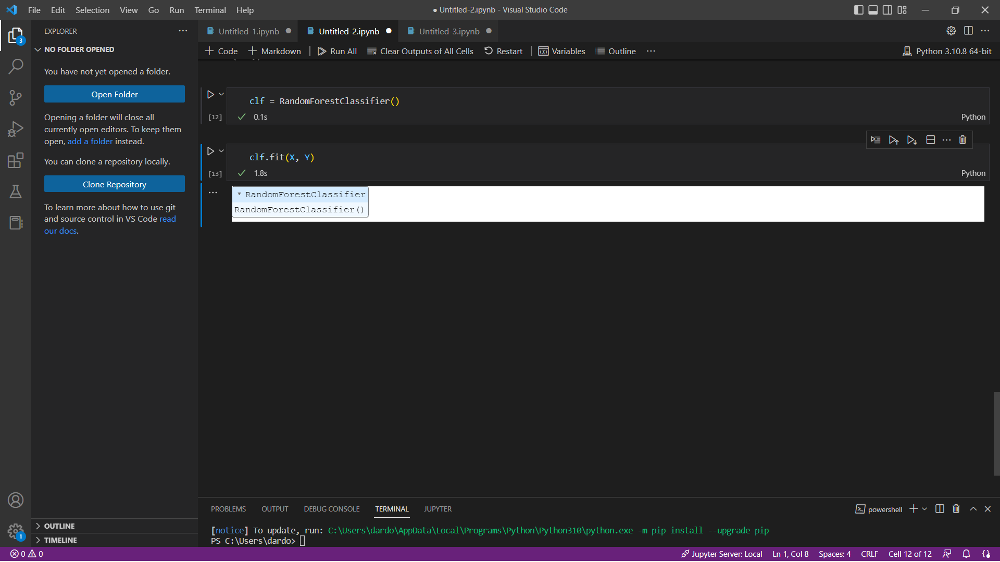 File Edit Selection View Go Run Terminal Help
● Untitled-2.ipynb - Visual Studio Code
EXPLORER
Untitled-1.ipynb
Untitled-2.ipynb
Untitled-3.ipynb
NO FOLDER OPENED
Code Markdown Run All Clear Outputs of All Cells Restart Variables Outline
Python 3.10.8 64-bit
You have not yet opened a folder.
Open Folder
Opening a folder will close all
currently open editors. To keep them
open, add a folder instead.
You can clone a repository locally.
Clone Repository
To learn more about how to use git
and source control in VS Code read
our docs.
3
clf = RandomForestClassifier()
[12]
0.1s
Python
clf.fit(X, Y)
[13]
1.8s
Python
RandomForestClassifier
RandomForestClassifier()
PROBLEMS OUTPUT DEBUG CONSOLE TERMINAL JUPYTER
powershell
[notice] To update, run: C:\Users\dardo\AppData\Local\Programs\Python\Python310\python.exe -m pip install --upgrade pip
PS C:\Users\dardo>
OUTLINE
TIMELINE
1
0 0
Jupyter Server: Local
Ln 1, Col 8
Spaces: 4
CRLF
Cell 12 of 12